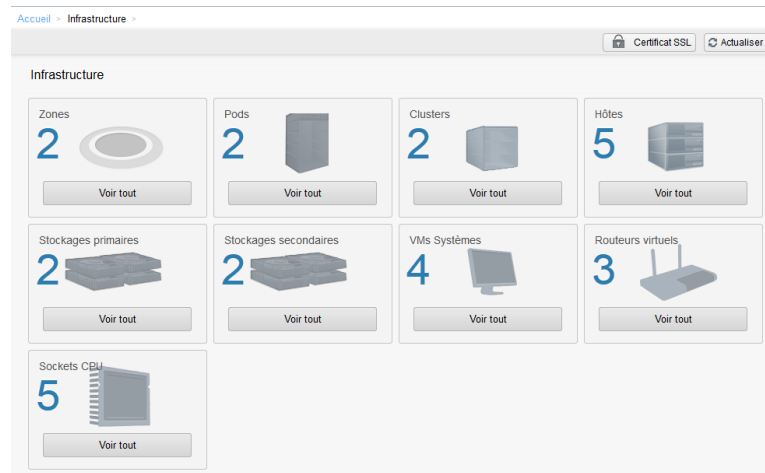 Accueil > Infrastructure >
Certificat SSL Actualiser
Infrastructure
Zones
2
Voir tout
Pods
2
Voir tout
Clusters
2
Voir tout
Hôtes
5
Voir tout
Stockages primaires
2
Voir tout
Stockages secondaires
2
Voir tout
VMs Systèmes
4
Voir tout
Routeurs virtuels
3
Voir tout
Sockets CPU
5
Voir tout